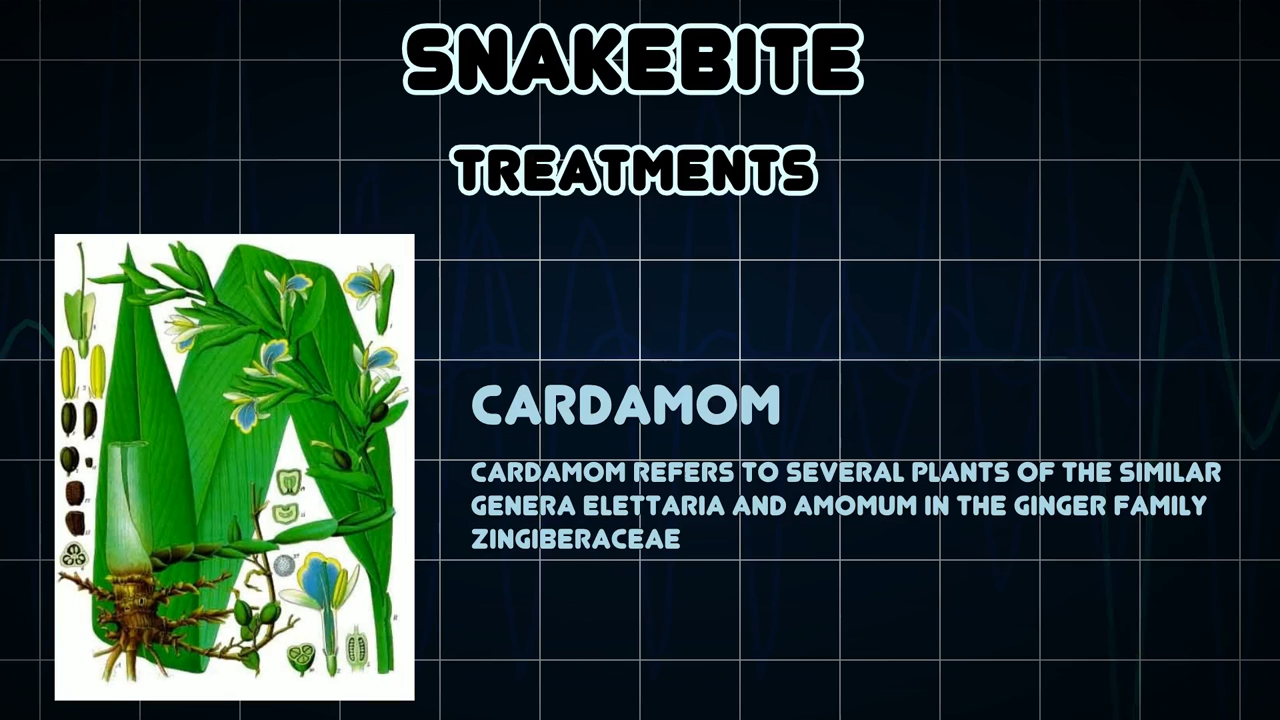 SNAKEBITE
TREATMENTS
CARDAMOM
CARDAMOM REFERS TO SEVERAL PLANTS OF THE SIMILAR
GENERA ELETTARIA AND AMOMUM IN THE GINGER FAMILY
ZINGIBERACEAE